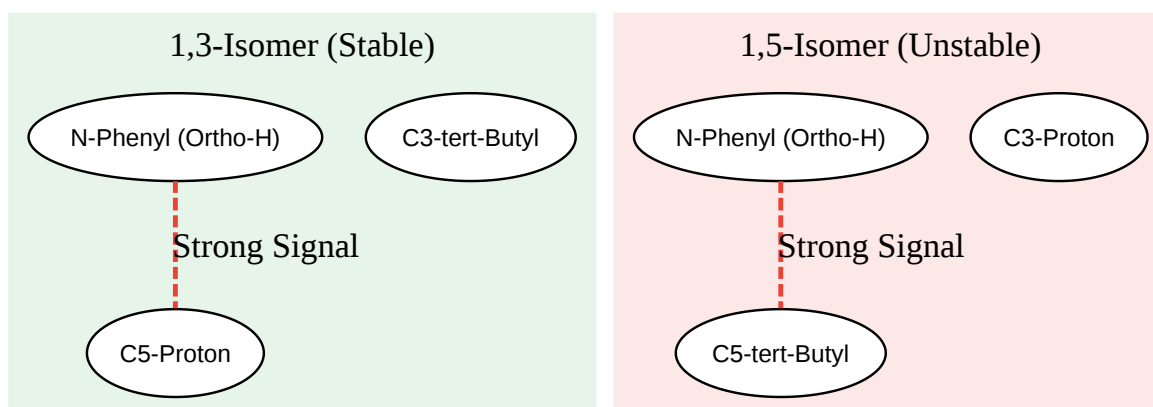 1,3-Isomer (Stable)
N-Phenyl (Ortho-H)
C3-tert-Butyl
Strong Signal
C5-Proton
1,5-Isomer (Unstable)
N-Phenyl (Ortho-H)
C3-Proton
Strong Signal
C5-tert-Butyl